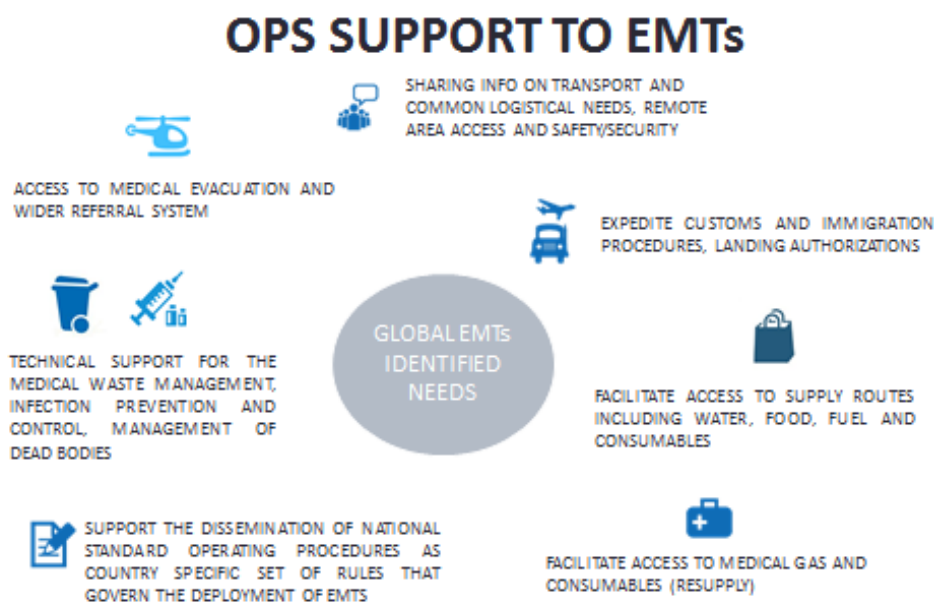 OPS SUPPORT TO EMTs
SHARING INFO ON TRANSPORT AND
COMMON LOGISTICAL NEEDS, REMOTE
AREA ACCESS AND SAFETY/SECURITY
ACCESS TO MEDICAL EVACUATION AND
WIDER REFERRAL SYSTEM
EXPEDITE CUSTOMS AND IMMIGRATION
PROCEDURES, LANDING AUTHORIZATIONS
GLOBAL EMTs
IDENTIFIED
NEEDS
TECHNICAL SUPPORT FOR THE
MEDICAL WASTE MANAGEMENT,
INFECTION PREVENTION AND
CONTROL, MANAGEMENT OF
DEAD BODIES
FACILITATE ACCESS TO SUPPLY ROUTES
INCLUDING WATER, FOOD, FUEL AND
CONSUMABLES
SUPPORT THE DISSEMINATION OF NATIONAL
STANDARD OPERATING PROCEDURES AS
COUNTRY SPECIFIC SET OF RULES THAT
GOVERN THE DEPLOYMENT OF EMTS
FACILITATE ACCESS TO MEDICAL GAS AND
CONSUMABLES (RESUPPLY)